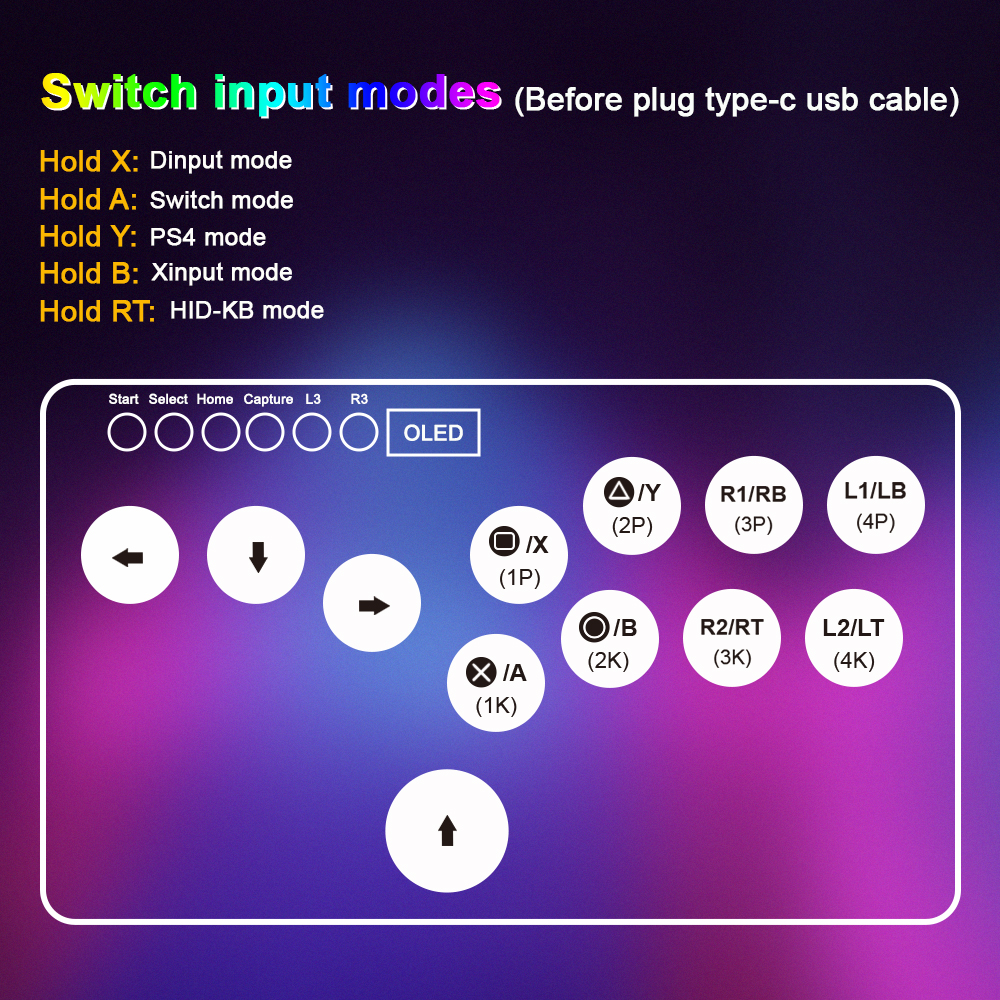 Switch input modes (Before plug type-c usb cable)
Hold X: Dinput mode
Hold A: Switch mode
Hold Y: PS4 mode
Hold B: Xinput mode
Hold RT: HID-KB mode
Start Select Home Capture L3 R3
OLED
/Y
(2P)
R1/RB
(3P)
L1/LB
(4P)
/X
(1P)
/B
(2K)
R2/RT
(3K)
L2/LT
(4K)
/A
(1K)